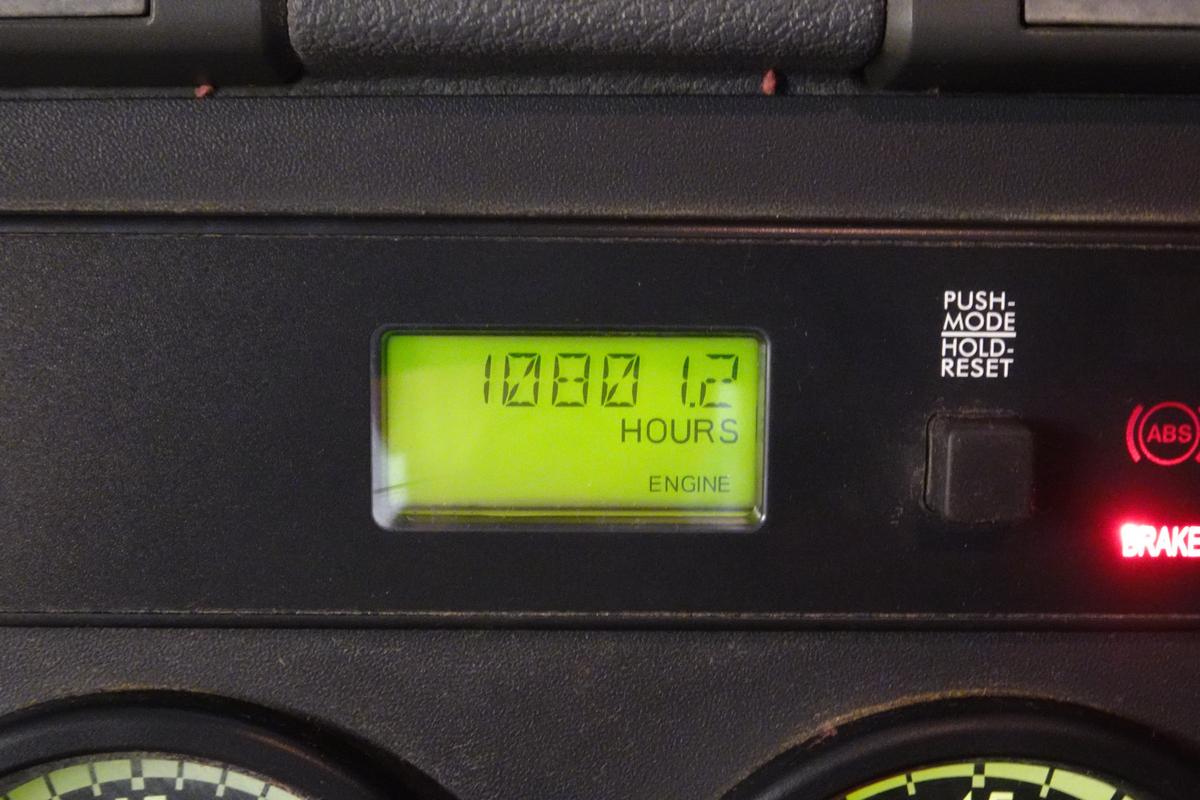 PUSH-
MODE
HOLD-
RESET
10801.2
HOURS
ENGINE
ABS
BRAKE